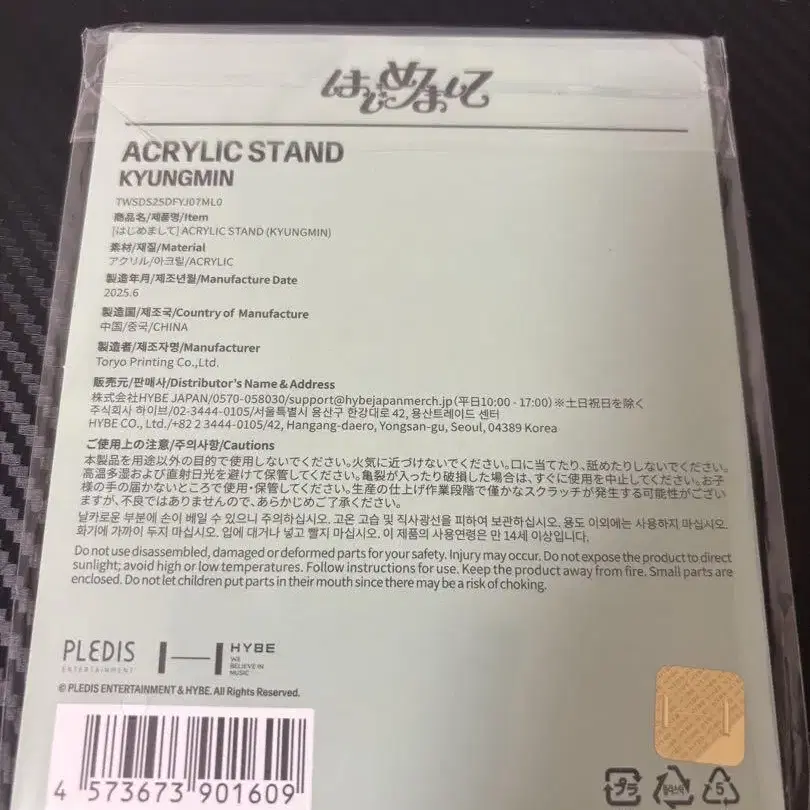 はじめまして
ACRYLIC STAND
KYUNGMIN
TWSDS25DFYJ07ML0
商品名/제품명/Item
[はじめまして] ACRYLIC STAND (KYUNGMIN)
素材/재질/Material
アクリル/아크릴/ACRYLIC
製造年月/제조년월/Manufacture Date
2025.6
製造国/제조국/Country of Manufacture
中国/중국/CHINA
製造者/제조자명/Manufacturer
Toryo Printing Co.,Ltd.
販売元/판매사/Distributor's Name & Address
株式会社HYBE JAPAN/0570-058030/support@hybejapanmerch.jp (平日10:00 - 17:00) ※土日祝日を除く
주식회사 하이브/02-3444-0105/서울특별시 용산구 한강대로 42, 용산트레이드 센터
HYBE CO., Ltd./+82 2 3444-0105/42, Hangang-daero, Yongsan-gu, Seoul, 04389 Korea
ご使用上の注意/주의사항/Cautions
本製品を用途以外の目的で使用しないでください。火気に近づけないでください。口に当てたり、舐めたりしないでください。
高温多湿および直射日光を避けて保管してください。亀裂が入ったり破損した場合は、すぐに使用を中止してください。お子
様の手の届かないところで使用・保管してください。生産の仕上げ作業段階で僅かなスクラッチが発生する可能性がござい
ますが、不良ではありませんので、あらかじめご了承ください。
날카로운 부분에 손이 베일 수 있으니 주의하십시오. 고온 고습 및 직사광선을 피하여 보관하십시오. 용도 이외에는 사용하지 마십시오.
화기에 가까이 두지 마십시오. 입에 대거나 넣고 빨지 마십시오. 이 제품의 사용연령은 만 14세 이상입니다.
Do not use disassembled, damaged or deformed parts for your safety. Injury may occur. Do not expose the product to direct
sunlight; avoid high or low temperatures. Follow instructions for use. Keep the product away from fire. Small parts are
enclosed. Do not let children put parts in their mouth since there may be a risk of choking.
PLEDIS
ENTERTAINMENT
HYBE
WE
BELIEVE IN
MUSIC
© PLEDIS ENTERTAINMENT & HYBE. All Rights Reserved.
4 573673 901609
プラ
5